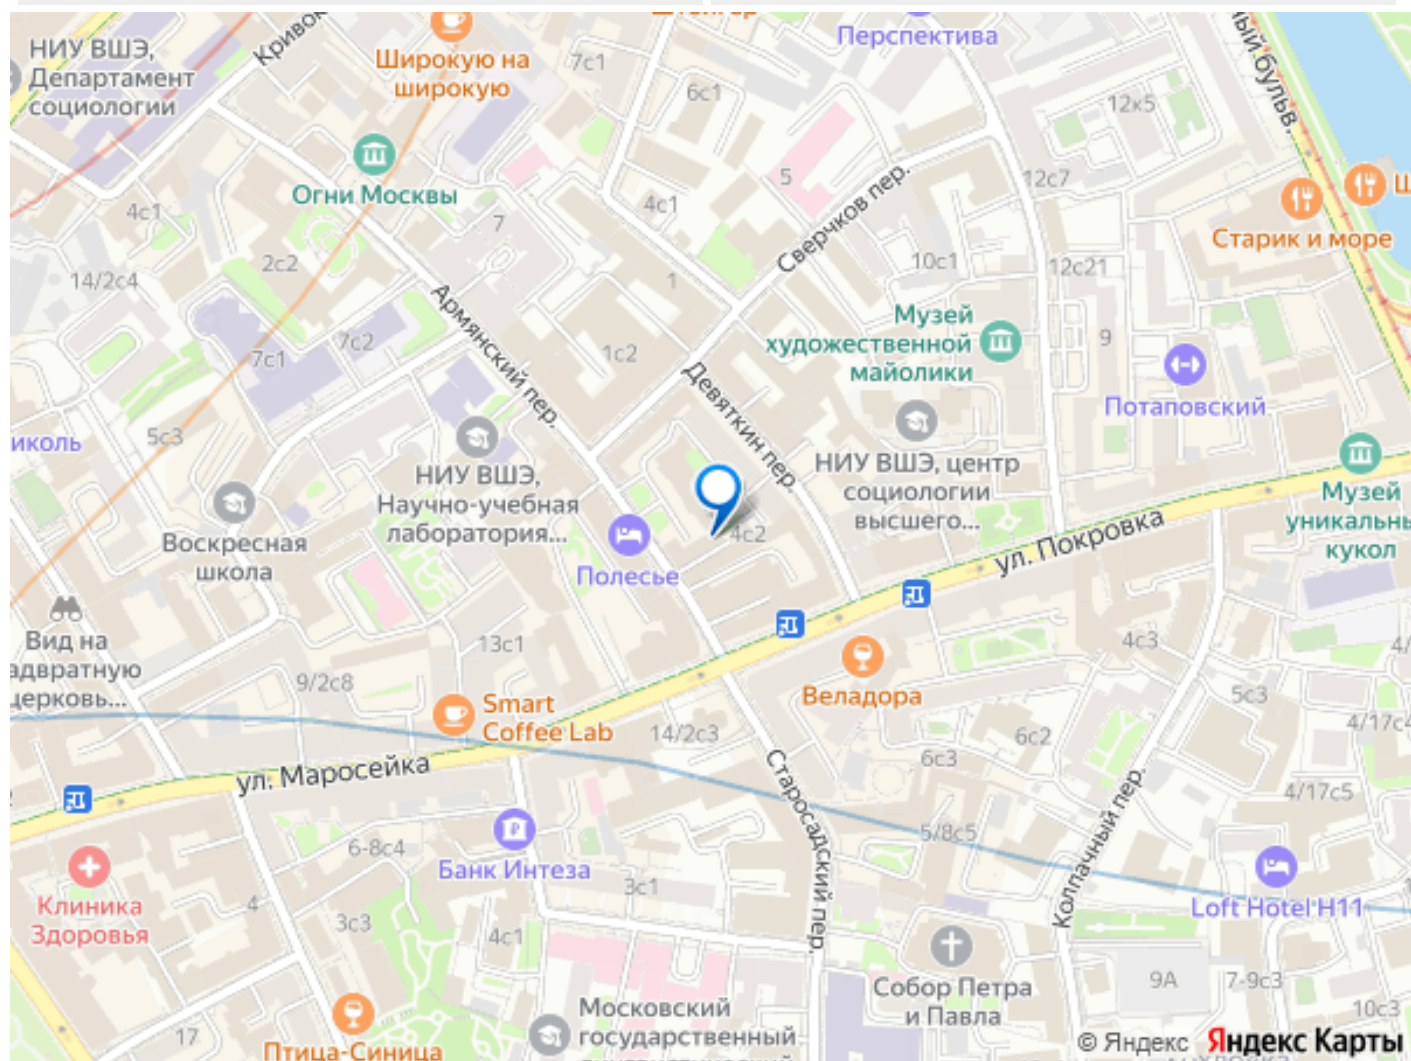 НИУ ВШЭ,
Департамент
социологии
Широкую на
широкую
7с1
6с1
Перспектива
12к5
Огни Москвы
4с1
7
4с1
5
12с7
Сверчков пер.
Старик и море
14/2с4
2с2
1
10с1
12с21
Армянский пер.
7с1
7с2
1с2
Музей
художественной
майолики
9
Девяткин пер.
Потаповский
5с3
НИУ ВШЭ,
Научно-учебная
лаборатория...
НИУ ВШЭ, центр
социологии
высшего...
Воскресная
школа
Полесье
4с2
ул. Покровка
Музей
уникальны
кукол
Вид на
адвратную
церковь...
13с1
9/2с8
Smart
Coffee Lab
14/2с3
Веладора
4с3
5с3
6с2
6с3
4/17с4
4/17с5
ул. Маросейка
Старосадский пер.
Колпачный пер.
5/8с5
6-8с4
Банк Интеза
3с1
Клиника
Здоровья
4
3с3
4с1
Loft Hotel H11
Собор Петра
и Павла
9А
7-9с3
10с3
17
Птица-Синица
Московский
государственный
© Яндекс Яндекс Карты